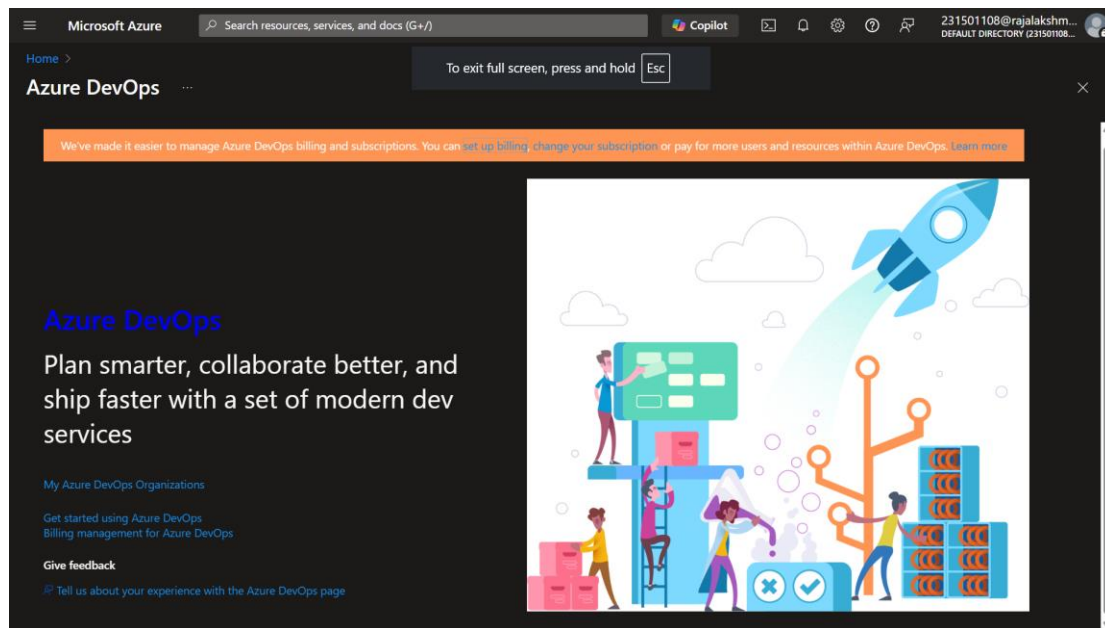 Microsoft Azure
Search resources, services, and docs (G+/)
Copilot
231501108@rajalakshm...
DEFAULT DIRECTORY (231501108...
Home >
To exit full screen, press and hold Esc
Azure DevOps ...
We've made it easier to manage Azure DevOps billing and subscriptions. You can set up billing, change your subscription or pay for more users and resources within Azure DevOps. Learn more
Azure DevOps
Plan smarter, collaborate better, and
ship faster with a set of modern dev
services
My Azure DevOps Organizations
Get started using Azure DevOps
Billing management for Azure DevOps
Give feedback
Tell us about your experience with the Azure DevOps page